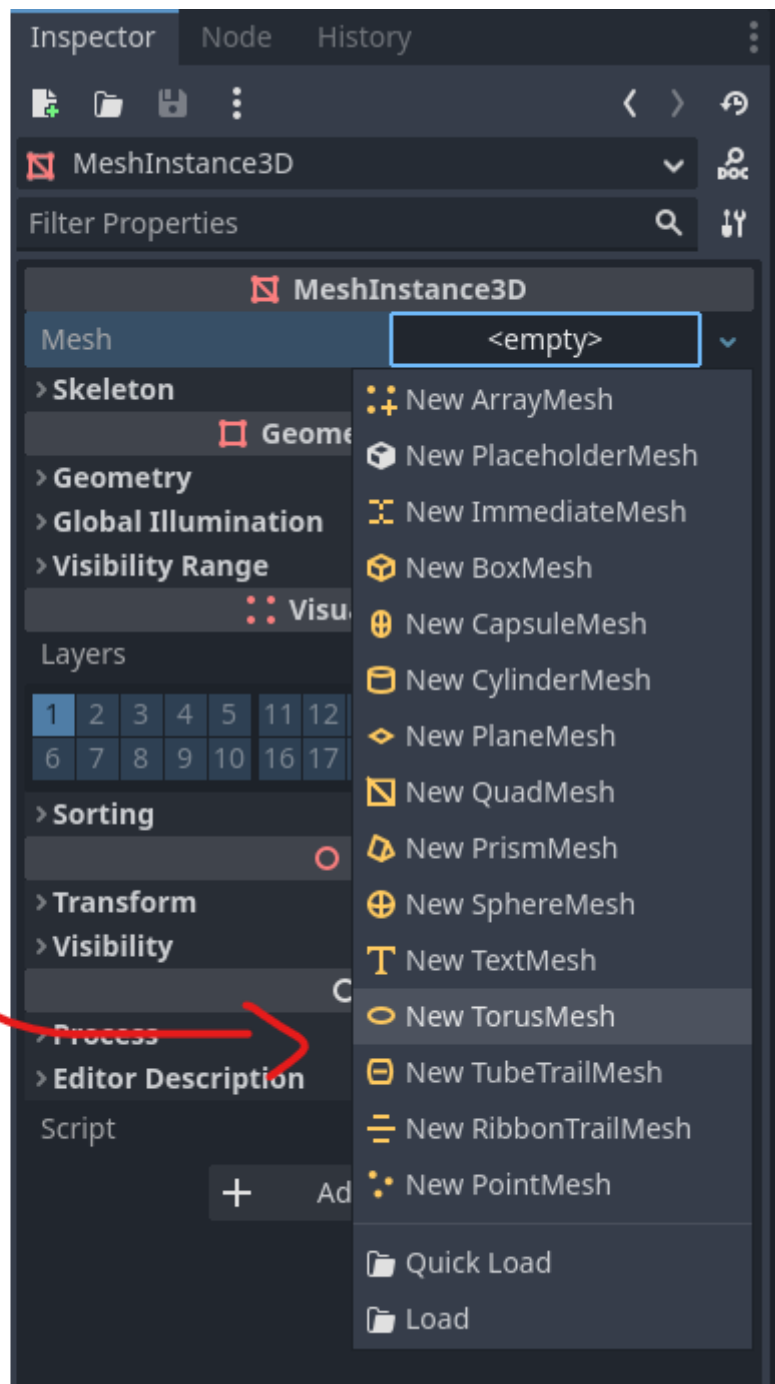 Inspector Node History
MeshInstance3D
DOC
Filter Properties
MeshInstance3D
Mesh <empty>
Skeleton
New ArrayMesh
New PlaceholderMesh
Geometry
Global Illumination
New ImmediateMesh
Visibility Range
New BoxMesh
New CapsuleMesh
Layers
New CylinderMesh
1 2 3 4 5 11 12
New PlaneMesh
6 7 8 9 10 16 17
New QuadMesh
Sorting
New PrismMesh
Transform
New SphereMesh
Visibility
New TextMesh
New TorusMesh
Process
Editor Description
New TubeTrailMesh
Script
New RibbonTrailMesh
New PointMesh
Quick Load
Load